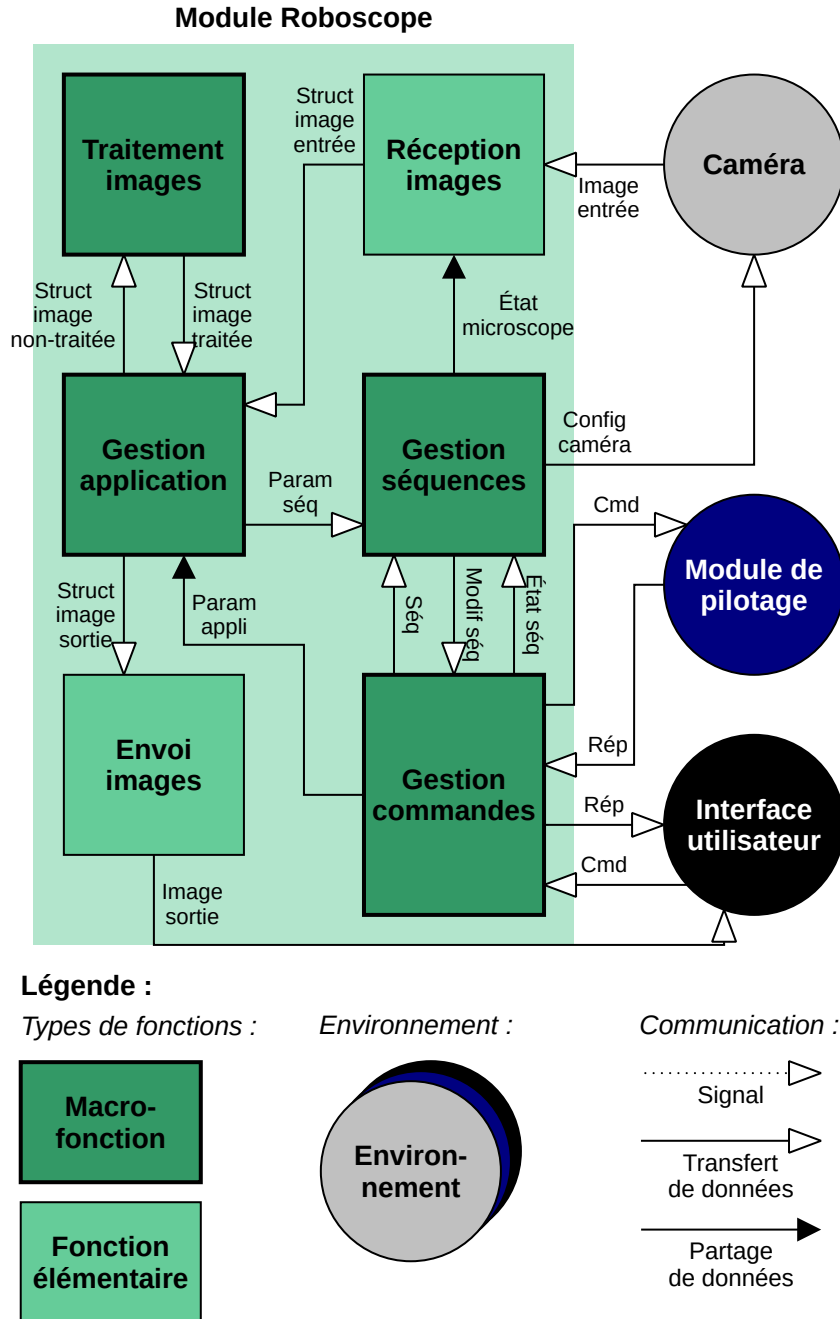 Module Roboscope
Traitement
images
Struct
image
entrée
Réception
images
Image
entrée
Caméra
Struct
image
non-traitée
Struct
image
traitée
État
microscope
Gestion
application
Param
séq
Gestion
séquences
Config
caméra
Cmd
Module de
pilotage
Struct
image
sortie
Param
appli
Séq
Modif séq
État séq
Envoi
images
Gestion
commandes
Rép
Rép
Cmd
Interface
utilisateur
Image
sortie
Légende :
Types de fonctions :
Environnement :
Communication :
Macro-
fonction
Fonction
élémentaire
Environ-
nement
Signal
Transfert
de données
Partage
de données